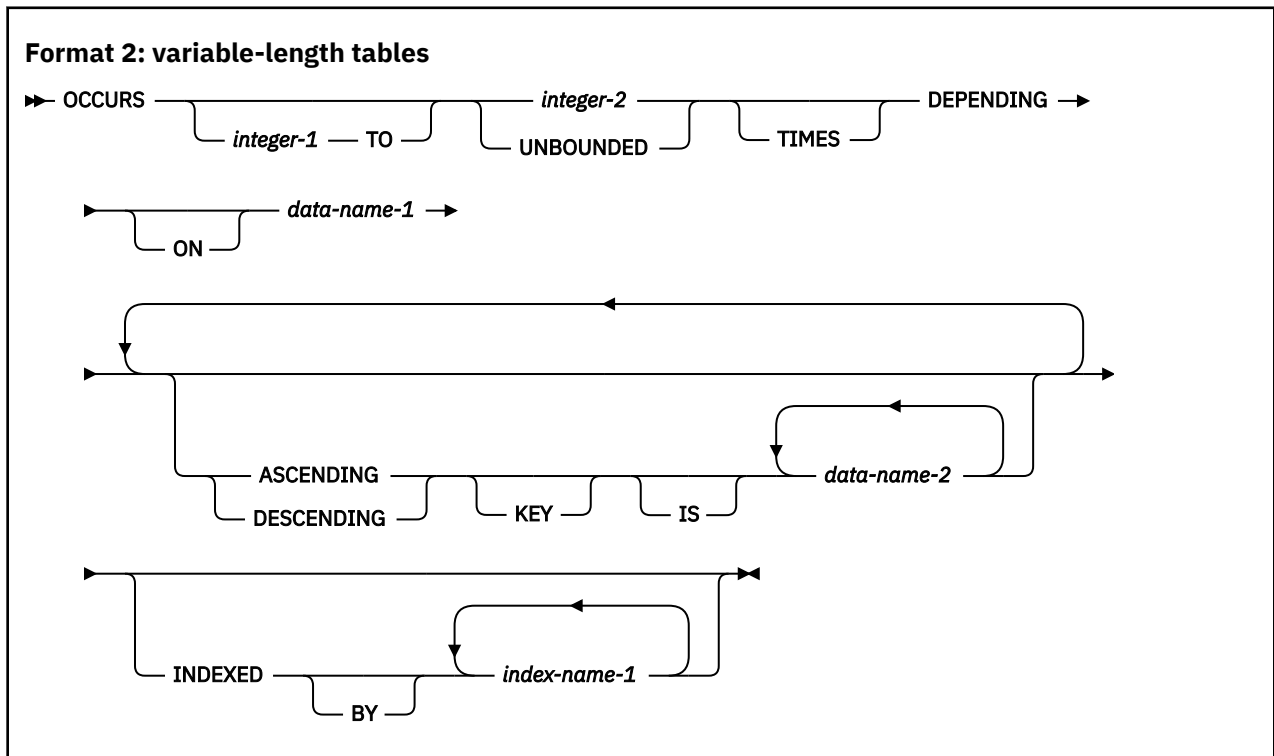 Format 2: variable-length tables
OCCURS integer-1 TO integer-2 UNBOUNDED TIMES DEPENDING
ON data-name-1
ASCENDING DESCENDING KEY IS data-name-2
INDEXED BY index-name-1